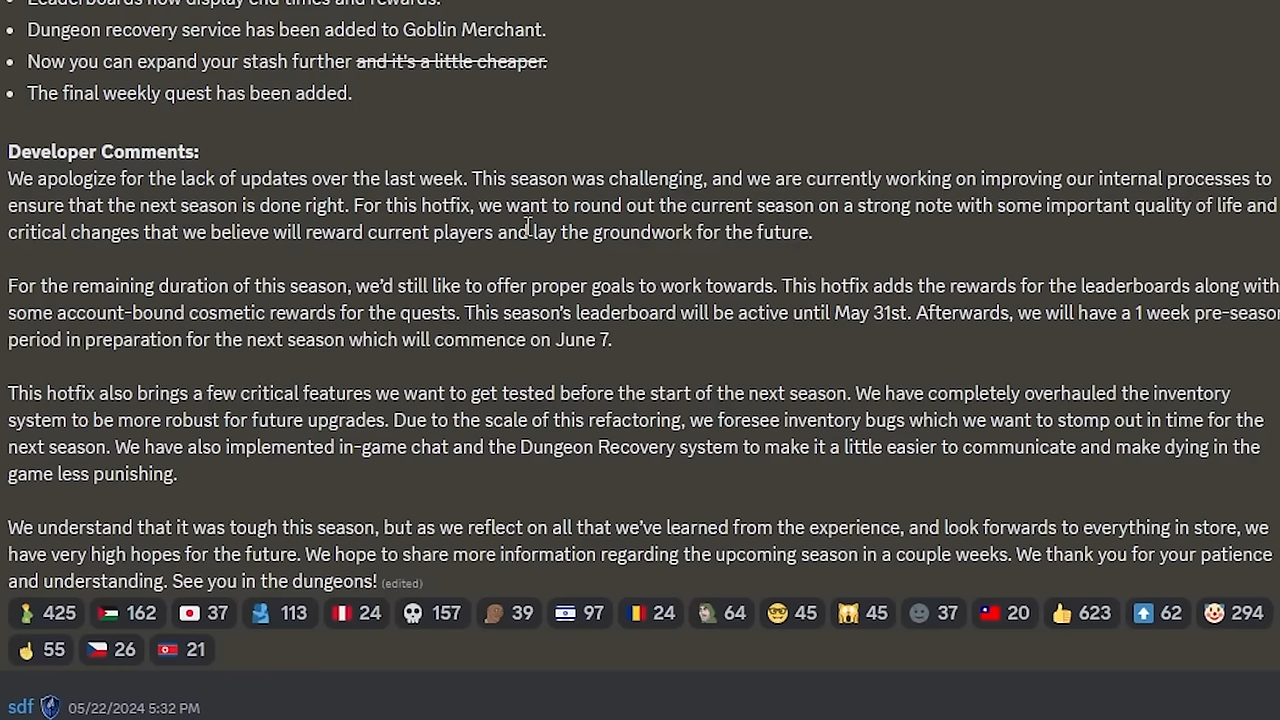 Leaderboards now display end times and rewards.
Dungeon recovery service has been added to Goblin Merchant.
Now you can expand your stash further and it's a little cheaper.
The final weekly quest has been added.
Developer Comments:
We apologize for the lack of updates over the last week. This season was challenging, and we are currently working on improving our internal processes to
ensure that the next season is done right. For this hotfix, we want to round out the current season on a strong note with some important quality of life and
critical changes that we believe will reward current players and lay the groundwork for the future.
For the remaining duration of this season, we’d still like to offer proper goals to work towards. This hotfix adds the rewards for the leaderboards along with
some account-bound cosmetic rewards for the quests. This season’s leaderboard will be active until May 31st. Afterwards, we will have a 1 week pre-season
period in preparation for the next season which will commence on June 7.
This hotfix also brings a few critical features we want to get tested before the start of the next season. We have completely overhauled the inventory
system to be more robust for future upgrades. Due to the scale of this refactoring, we foresee inventory bugs which we want to stomp out in time for the
next season. We have also implemented in-game chat and the Dungeon Recovery system to make it a little easier to communicate and make dying in the
game less punishing.
We understand that it was tough this season, but as we reflect on all that we’ve learned from the experience, and look forwards to everything in store, we
have very high hopes for the future. We hope to share more information regarding the upcoming season in a couple weeks. We thank you for your patience
and understanding. See you in the dungeons! (edited)
425 162 37 113 24 157 39 97 24 64 45 45 37 20 623 62 294
55 26 21
sdf 05/22/2024 5:32 PM